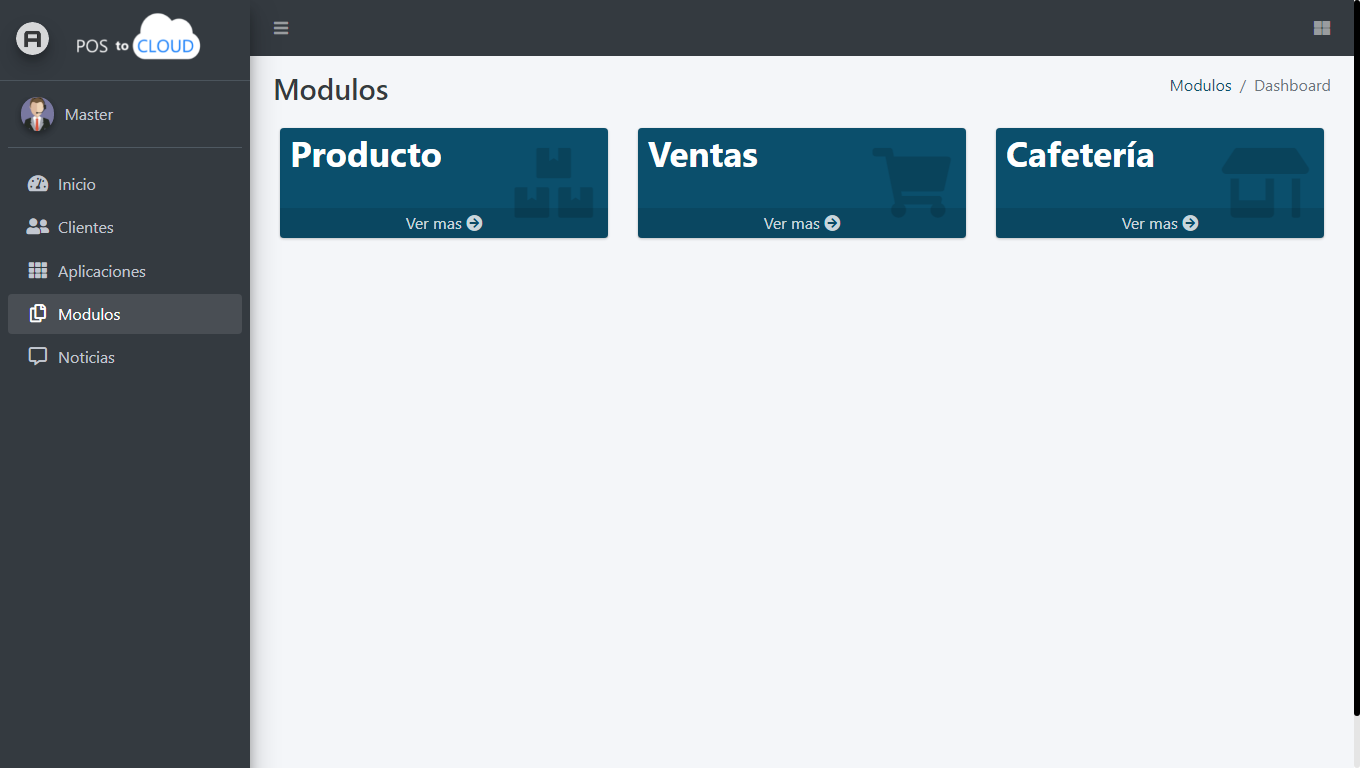 POS to CLOUD
Master
Inicio
Clientes
Aplicaciones
Modulos
Noticias
Modulos
Modulos / Dashboard
Producto
Ver mas
Ventas
Ver mas
Cafetería
Ver mas